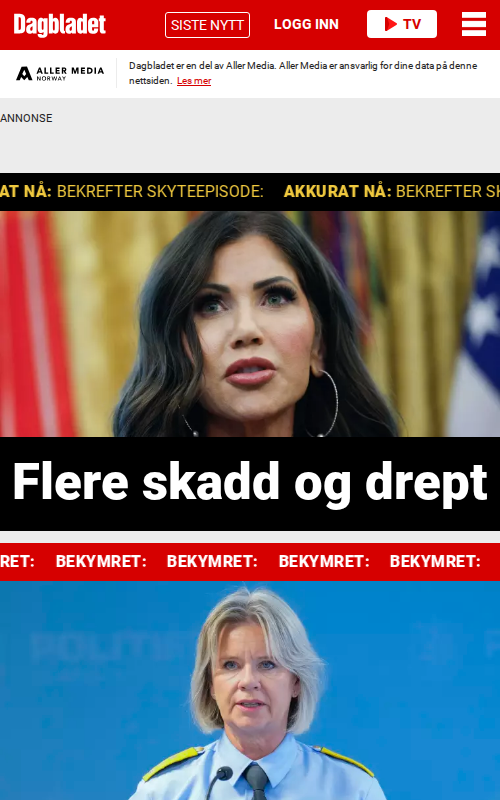 Dagbladet
SISTE NYTT
LOGG INN
TV
ALLER MEDIA
NORWAY
Dagbladet er en del av Aller Media. Aller Media er ansvarlig for dine data på denne
nettsiden. Les mer
ANNONSE
AT NÅ: BEKREFTER SKYTEEPISODE: AKKURAT NÅ: BEKREFTER SK
Flere skadd og drept
RET: BEKYMRET: BEKYMRET: BEKYMRET: BEKYMRET:
POLITI